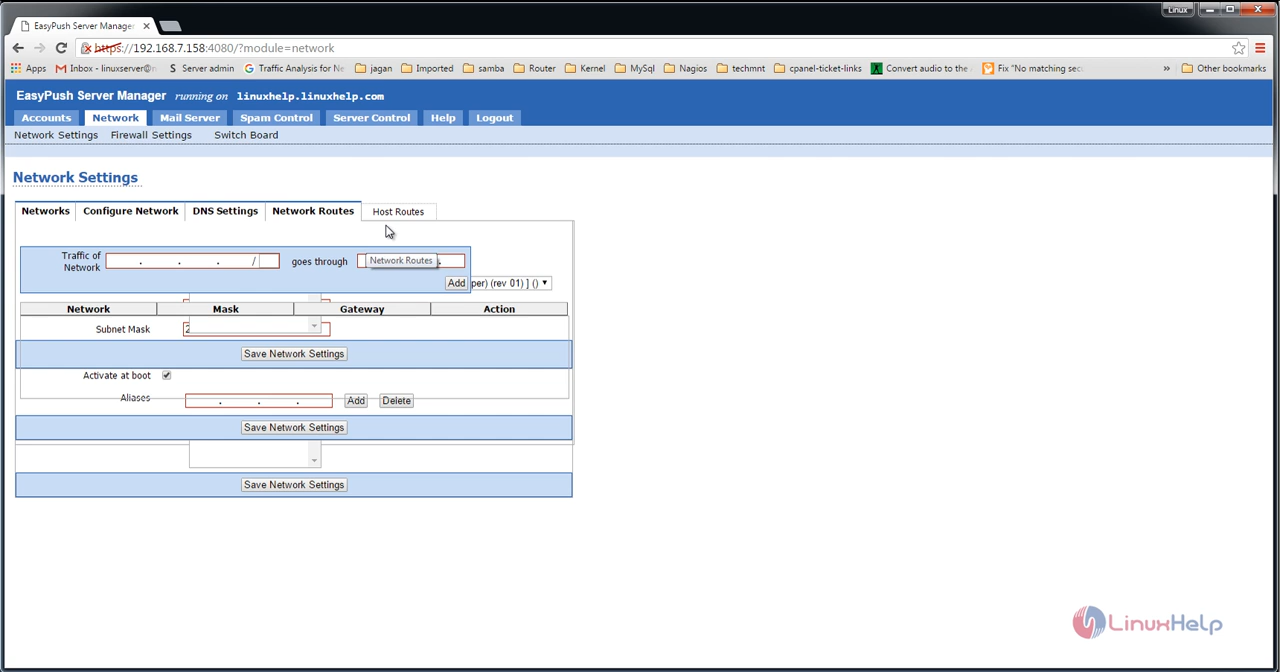 Linux
EasyPush Server Manager
https://192.168.7.158:4080/?module=network
Apps Inbox - linuxserver@ Server admin Traffic Analysis for Ne jagan Imported samba Router Kernel MySql Nagios techmnt cpanel-ticket-links Convert audio to the Fix "No matching sec » Other bookmarks
EasyPush Server Manager running on linuxhelp.linuxhelp.com
Accounts Network Mail Server Spam Control Server Control Help Logout
Network Settings Firewall Settings Switch Board
Network Settings
Networks Configure Network DNS Settings Network Routes Host Routes
Traffic of
Network . . . / goes through .
Network Routes
Add per) (rev 01) ] ()
Network Mask Gateway Action
Subnet Mask 2
Save Network Settings
Activate at boot
Aliases . . . Add Delete
Save Network Settings
Save Network Settings
LinuxHelp